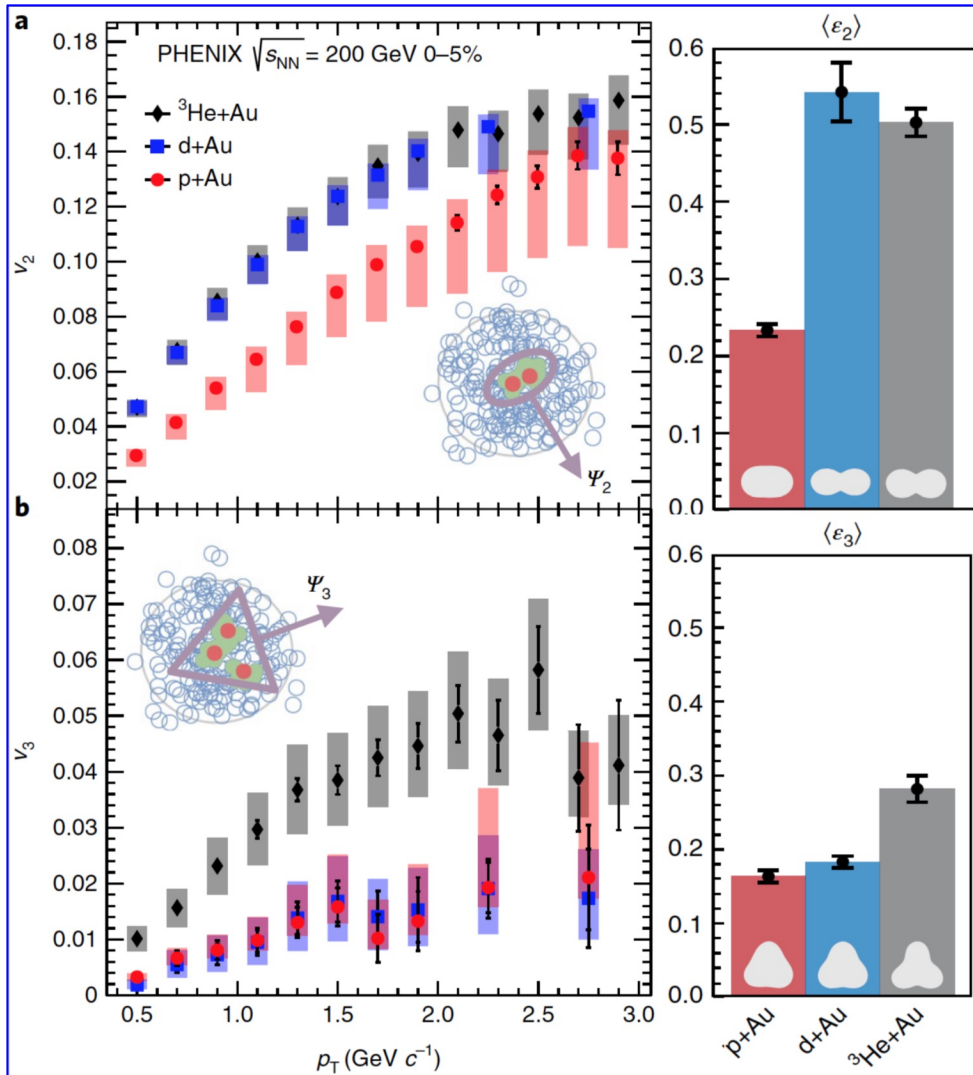 a
PHENIX √sNN = 200 GeV 0–5%
³He+Au
d+Au
p+Au
v₂
0.18
0.16
0.14
0.12
0.10
0.08
0.06
0.04
0.02
Ψ₂
⟨ε₂⟩
0.6
0.5
0.4
0.3
0.2
0.1
0.0
b
v₃
0.08
0.07
0.06
0.05
0.04
0.03
0.02
0.01
0
Ψ₃
0.5
1.0
1.5
2.0
2.5
3.0
pT (GeV c⁻¹)
⟨ε₃⟩
0.6
0.5
0.4
0.3
0.2
0.1
0.0
p+Au
d+Au
³He+Au